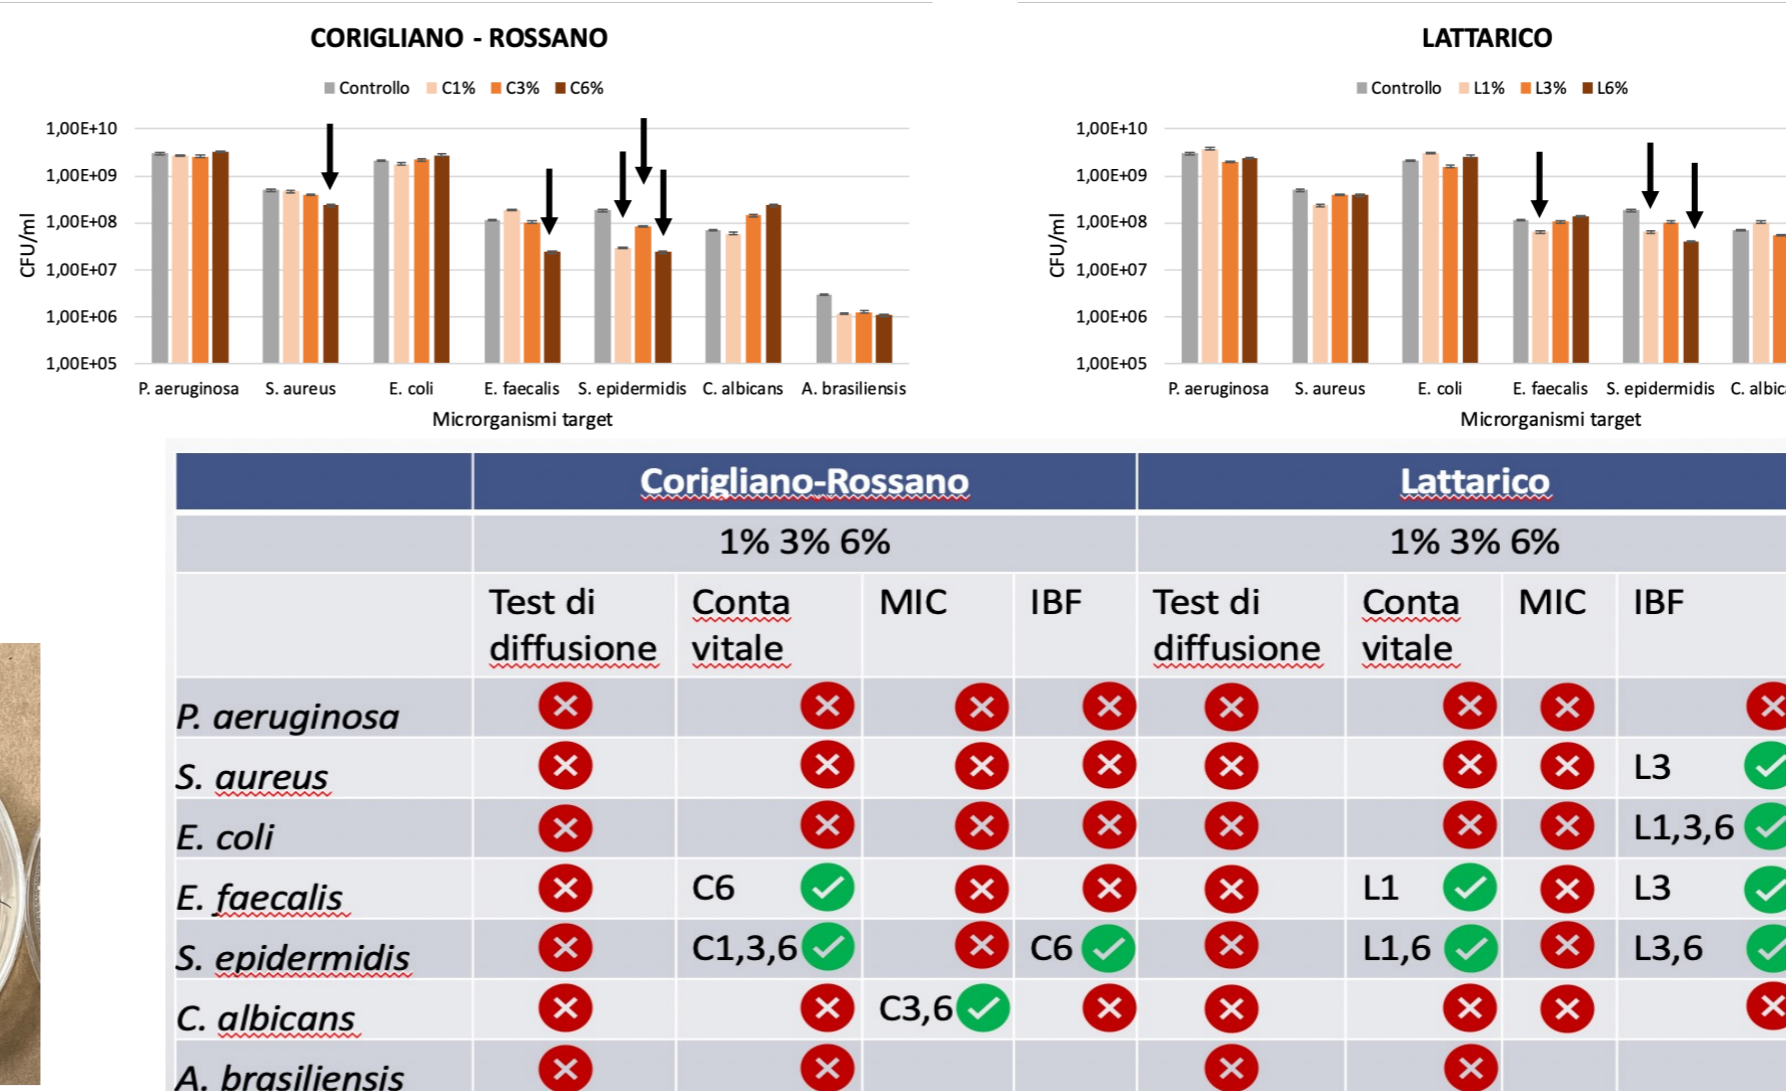 CORIGLIANO - ROSSANO
Controllo C1% C3% C6%
1,00E+10
1,00E+09
1,00E+08
1,00E+07
1,00E+06
1,00E+05
CFU/ml
P. aeruginosa S. aureus E. coli E. faecalis S. epidermidis C. albicans A. brasiliensis
Microrganismi target
LATTARICO
Controllo L1% L3% L6%
1,00E+10
1,00E+09
1,00E+08
1,00E+07
1,00E+06
1,00E+05
CFU/ml
P. aeruginosa S. aureus E. coli E. faecalis S. epidermidis C. albic
Microrganismi target
Corigliano-Rossano Lattarico
1% 3% 6% 1% 3% 6%
Test di Conta MIC IBF Test di Conta MIC IBF
diffusione vitale diffusione vitale
P. aeruginosa
S. aureus L3
E. coli L1,3,6
E. faecalis C6 L1 L3
S. epidermidis C1,3,6 C6 L1,6 L3,6
C. albicans C3,6
A. brasiliensis